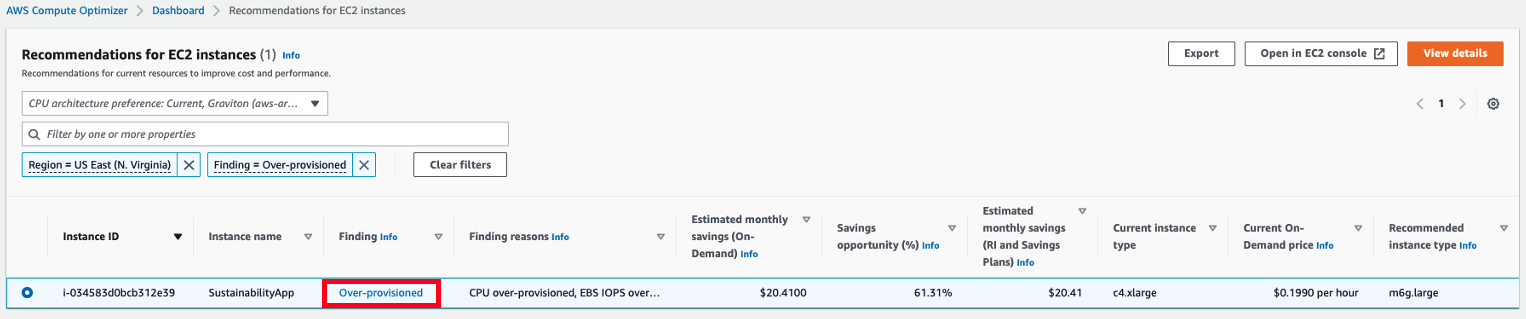 AWS Compute Optimizer > Dashboard > Recommendations for EC2 instances
Recommendations for EC2 instances (1) Info
Recommendations for current resources to improve cost and performance.
Export
Open in EC2 console
View details
CPU architecture preference: Current, Graviton (aws-ar...
1
Filter by one or more properties
Region = US East (N. Virginia)
Finding = Over-provisioned
Clear filters
Instance ID
Instance name
Finding Info
Finding reasons Info
Estimated monthly
savings (On-
Demand) Info
Savings
opportunity (%) Info
Estimated
monthly savings
(RI and Savings
Plans) Info
Current instance
type
Current On-
Demand price Info
Recommended
instance type Info
i-034583d0bcb312e39 SustainabilityApp Over-provisioned CPU over-provisioned, EBS IOPS over... $20.4100 61.31% $20.41 c4.xlarge $0.1990 per hour m6g.large